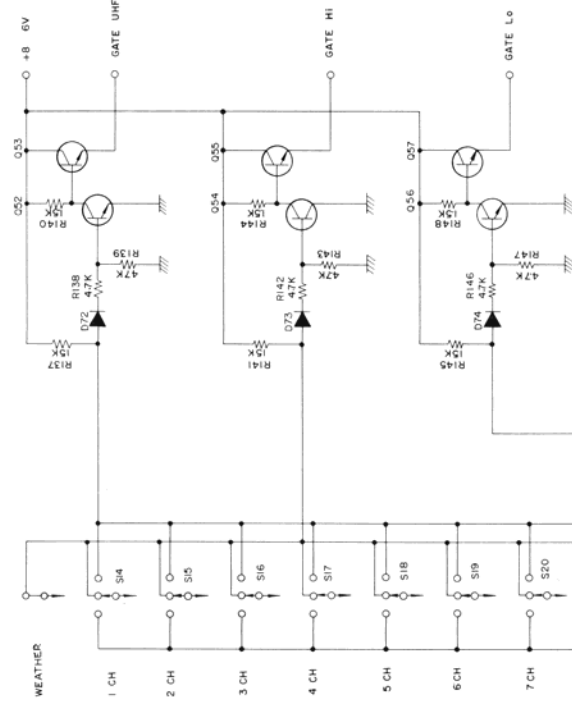 +8 6V
GATE UHF
GATE Hi
GATE Lo
Q53
Q52
R140
15K
R139
47K
R138
4.7K
D72
R137
15K
Q55
Q54
R144
15K
R143
47K
R142
4.7K
D73
R141
15K
Q57
Q56
R148
1.5K
R147
47K
R146
4.7K
D74
R145
15K
S14
S15
S16
S17
S18
S19
S20
WEATHER
1 CH
2 CH
3 CH
4 CH
5 CH
6 CH
7 CH